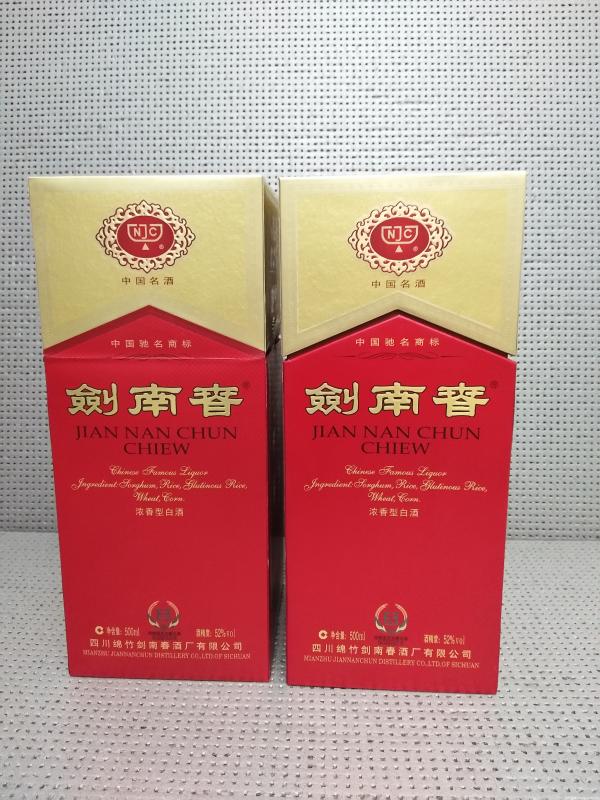 NJC
®
中国名酒
中国驰名商标
劍南春®
JIAN NAN CHUN
CHIEW
Chinese Famous Liquor
Ingredient:Sorghum, Rice, Glutinous Rice,
Wheat, Corn.
浓香型白酒
净含量: 500ml 酒精度: 52%vol
四川绵竹剑南春酒厂有限公司
MIANZHU JIANNANCHUN DISTILLERY CO.,LTD.OF SICHUAN
NJC
®
中国名酒
中国驰名商标
劍南春®
JIAN NAN CHUN
CHIEW
Chinese Famous Liquor
Ingredient:Sorghum, Rice, Glutinous Rice,
Wheat, Corn.
浓香型白酒
净含量: 500ml 酒精度: 52%vol
四川绵竹剑南春酒厂有限公司
MIANZHU JIANNANCHUN DISTILLERY CO.,LTD.OF SICHUAN